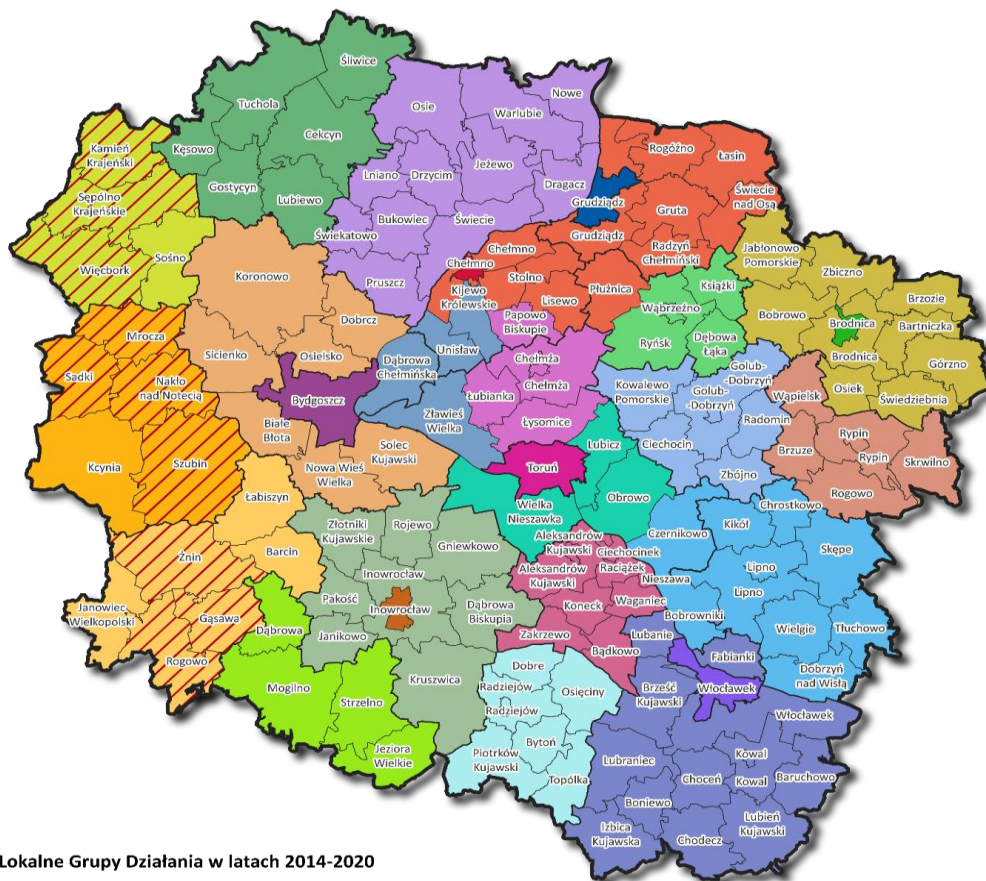 Śliwice
Tuchola
Osie
Nowe
Warlubie
Cekcyn
Kęsowo
Kamień
Krajeński
Rogóźno
Łasin
Jeżewo
Lniano
Drzycim
Gostycyn
Lubiewo
Dragacz
Grudziądz
Świecie
nad Osą
Sępólno
Krajeńskie
Gruta
Bukowiec
Świecie
Świekatowo
Grudziądz
Radzyń
Chełmiński
Sośno
Więcbork
Chełmno
Jabłonowo
Pomorskie
Zbiczno
Koronowo
Chełmno
Stolno
Pruszcz
Kijewo
Królewskie
Lisewo
Płużnica
Książki
Wąbrzeźno
Brzozie
Dobrcz
Papowo
Biskupie
Bobrowo
Brodnica
Bartniczka
Mrocza
Sicienko
Osielsko
Unisław
Ryńsk
Dębowa
Łąka
Brodnica
Górzno
Dąbrowa
Chełmińska
Chełmża
Golub-
Dobrzyń
Sadki
Nakło
nad Notecią
Chełmża
Kowalewo
Pomorskie
Golub-
Dobrzyń
Wąpielsk
Osiek
Świedziebnia
Bydgoszcz
Zławieś
Wielka
Łubianka
Łysomice
Radomin
Białe
Błota
Solec
Kujawski
Lubicz
Ciechocin
Rypin
Brzuze
Rypin
Skrwilno
Kcynia
Szubin
Nowa Wieś
Wielka
Toruń
Zbójno
Rogowo
Łabiszyn
Obrowo
Chrostkowo
Złotniki
Kujawskie
Rojewo
Wielka
Nieszawka
Kikół
Czernikowo
Gniewkowo
Aleksandrów
Kujawski
Skępe
Żnin
Barcin
Ciechocinek
Aleksandrów
Kujawski
Raciążek
Lipno
Inowrocław
Nieszawa
Lipno
Pakość
Inowrocław
Dąbrowa
Biskupia
Koneck
Waganiec
Janowiec
Wielkopolski
Gąsawa
Bobrowniki
Dąbrowa
Janikowo
Zakrzewo
Lubanie
Wielgie
Tłuchowo
Bądkowo
Fabianki
Rogowo
Dobre
Dobrzyń
nad Wisłą
Mogilno
Kruszwica
Radziejów
Osięciny
Brześć
Kujawski
Włocławek
Strzelno
Radziejów
Włocławek
Jeziora
Wielkie
Piotrków
Kujawski
Bytoń
Lubraniec
Kowal
Topólka
Choceń
Kowal
Baruchowo
Boniewo
Izbica
Kujawska
Chodecz
Lubień
Kujawski
Lokalne Grupy Działania w latach 2014-2020